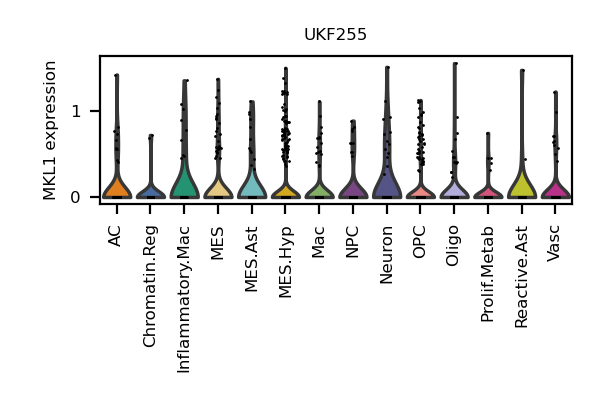 UKF255
MKL1 expression
1
0
AC
Chromatin.Reg
Inflammatory.Mac
MES
MES.Ast
MES.Hyp
Mac
NPC
Neuron
OPC
Oligo
Prolif.Metab
Reactive.Ast
Vasc